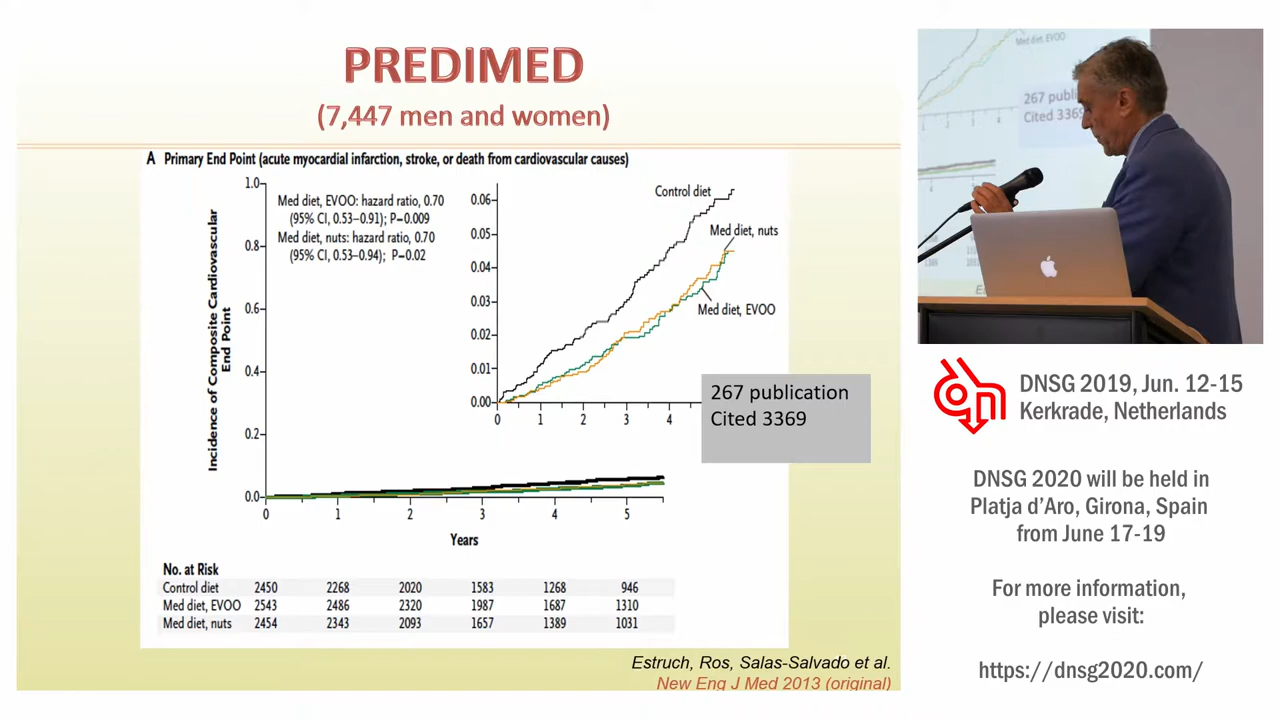 PREDIMED
(7,447 men and women)
A Primary End Point (acute myocardial infarction, stroke, or death from cardiovascular causes)
Incidence of Composite Cardiovascular
End Point
1.0
0.8
0.6
0.4
0.2
0.0
Med diet, EVOO: hazard ratio, 0.70
(95% CI, 0.53–0.91); P=0.009
Med diet, nuts: hazard ratio, 0.70
(95% CI, 0.53–0.94); P=0.02
0.06
0.05
0.04
0.03
0.02
0.01
0.00
Control diet
Med diet, nuts
Med diet, EVOO
0 1 2 3 4
267 publication
Cited 3369
0 1 2 3 4 5
Years
No. at Risk
Control diet 2450 2268 2020 1583 1268 946
Med diet, EVOO 2543 2486 2320 1987 1687 1310
Med diet, nuts 2454 2343 2093 1657 1389 1031
Estruch, Ros, Salas-Salvado et al.
New Eng J Med 2013 (original)
Med diet, EVOO
267 publi
Cited 3369
DNSG 2019, Jun. 12-15
Kerkrade, Netherlands
DNSG 2020 will be held in
Platja d'Aro, Girona, Spain
from June 17-19
For more information,
please visit:
https://dnsg2020.com/